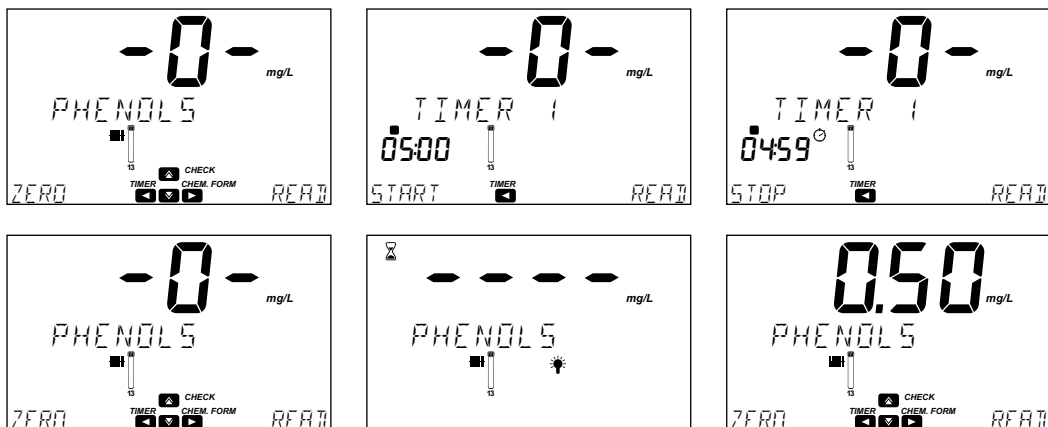 -0-
mg/L
PHENOLS
13
CHECK
TIMER CHEM. FORM
ZERO READ
-0-
mg/L
TIMER 1
05:00
13
TIMER
START READ
-0-
mg/L
TIMER 1
04:59
13
TIMER
STOP READ
-0-
mg/L
PHENOLS
13
CHECK
TIMER CHEM. FORM
ZERO READ
- - - -
mg/L
PHENOLS
13
0.50
mg/L
PHENOLS
13
CHECK
TIMER CHEM. FORM
ZERO READ